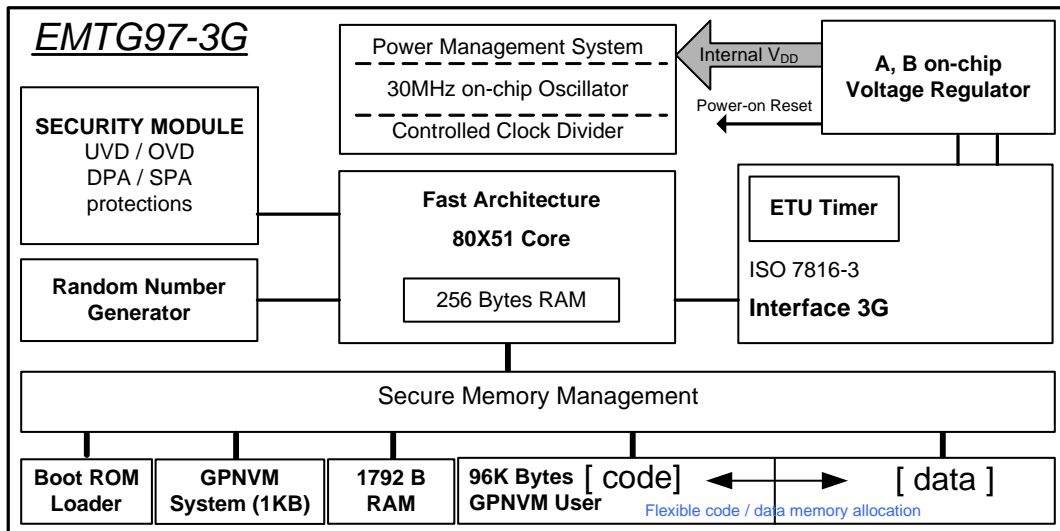 EMTG97-3G
Power Management System
30MHz on-chip Oscillator
Controlled Clock Divider
Internal VDD
Power-on Reset
A, B on-chip
Voltage Regulator
SECURITY MODULE
UVD / OVD
DPA / SPA
protections
Fast Architecture
80X51 Core
256 Bytes RAM
ETU Timer
ISO 7816-3
Interface 3G
Random Number
Generator
Secure Memory Management
Boot ROM
Loader
GPNVM
System (1KB)
1792 B
RAM
96K Bytes [ code]
GPNVM User
[ data ]
Flexible code / data memory allocation